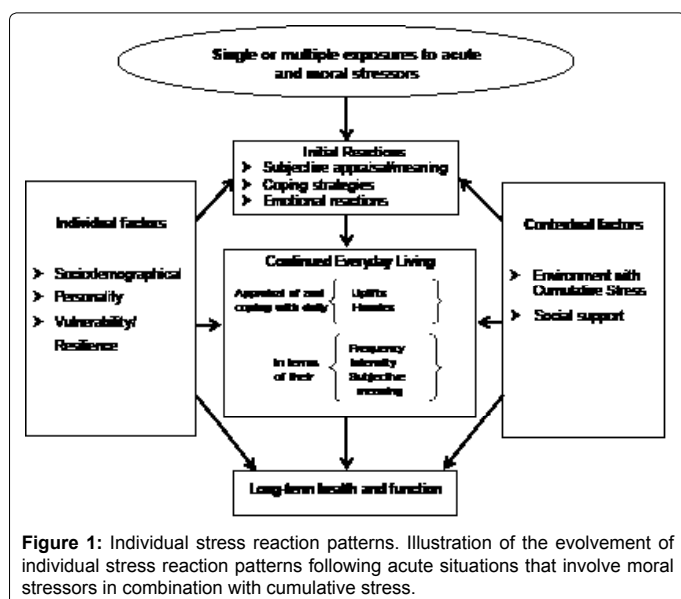 Single or multiple exposures to acute
and moral stressors
Initial Reactions
➤ Subjective appraisal/meaning
➤ Coping strategies
➤ Emotional reactions
Individual factors
➤ Sociodemographical
➤ Personality
➤ Vulnerability/
Resilience
Continued Everyday Living
Appraisal of and
coping with daily
Uplifts
Hassles
In terms
of their
Frequency
Intensity
Subjective
meaning
Contextual factors
➤ Environment with
Cumulative Stress
➤ Social support
Long-term health and function
Figure 1: Individual stress reaction patterns. Illustration of the evolvement of
individual stress reaction patterns following acute situations that involve moral
stressors in combination with cumulative stress.